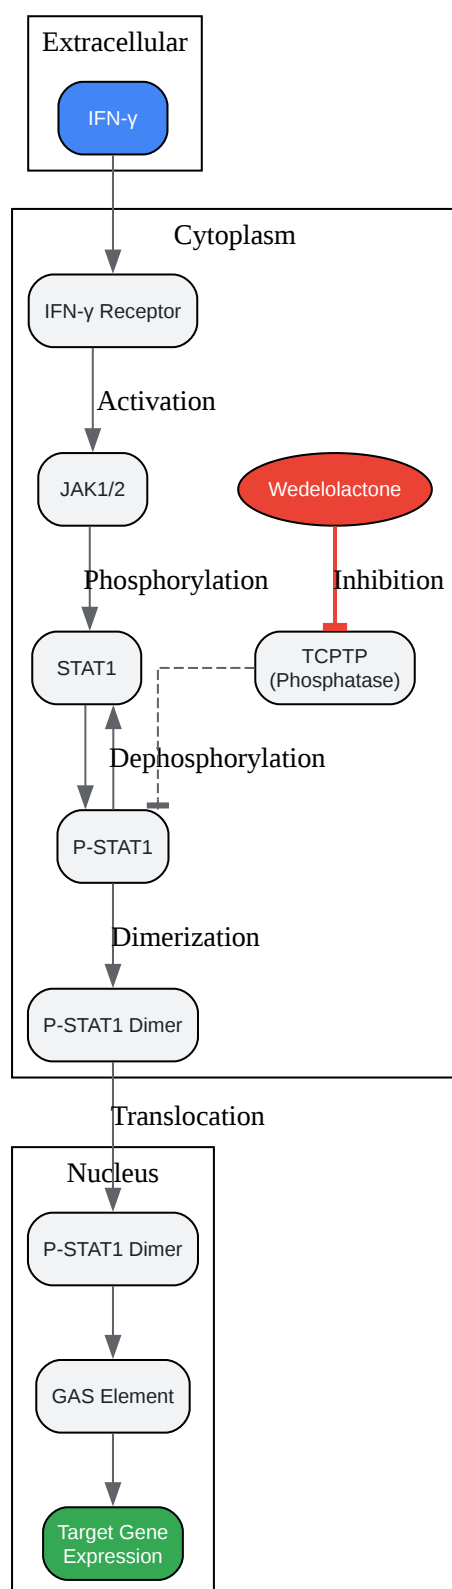 Extracellular
IFN-γ
Cytoplasm
IFN-γ Receptor
Activation
JAK1/2
Wedelolactone
Phosphorylation
Inhibition
STAT1
TCPTP
(Phosphatase)
Dephosphorylation
P-STAT1
Dimerization
P-STAT1 Dimer
Translocation
Nucleus
P-STAT1 Dimer
GAS Element
Target Gene
Expression